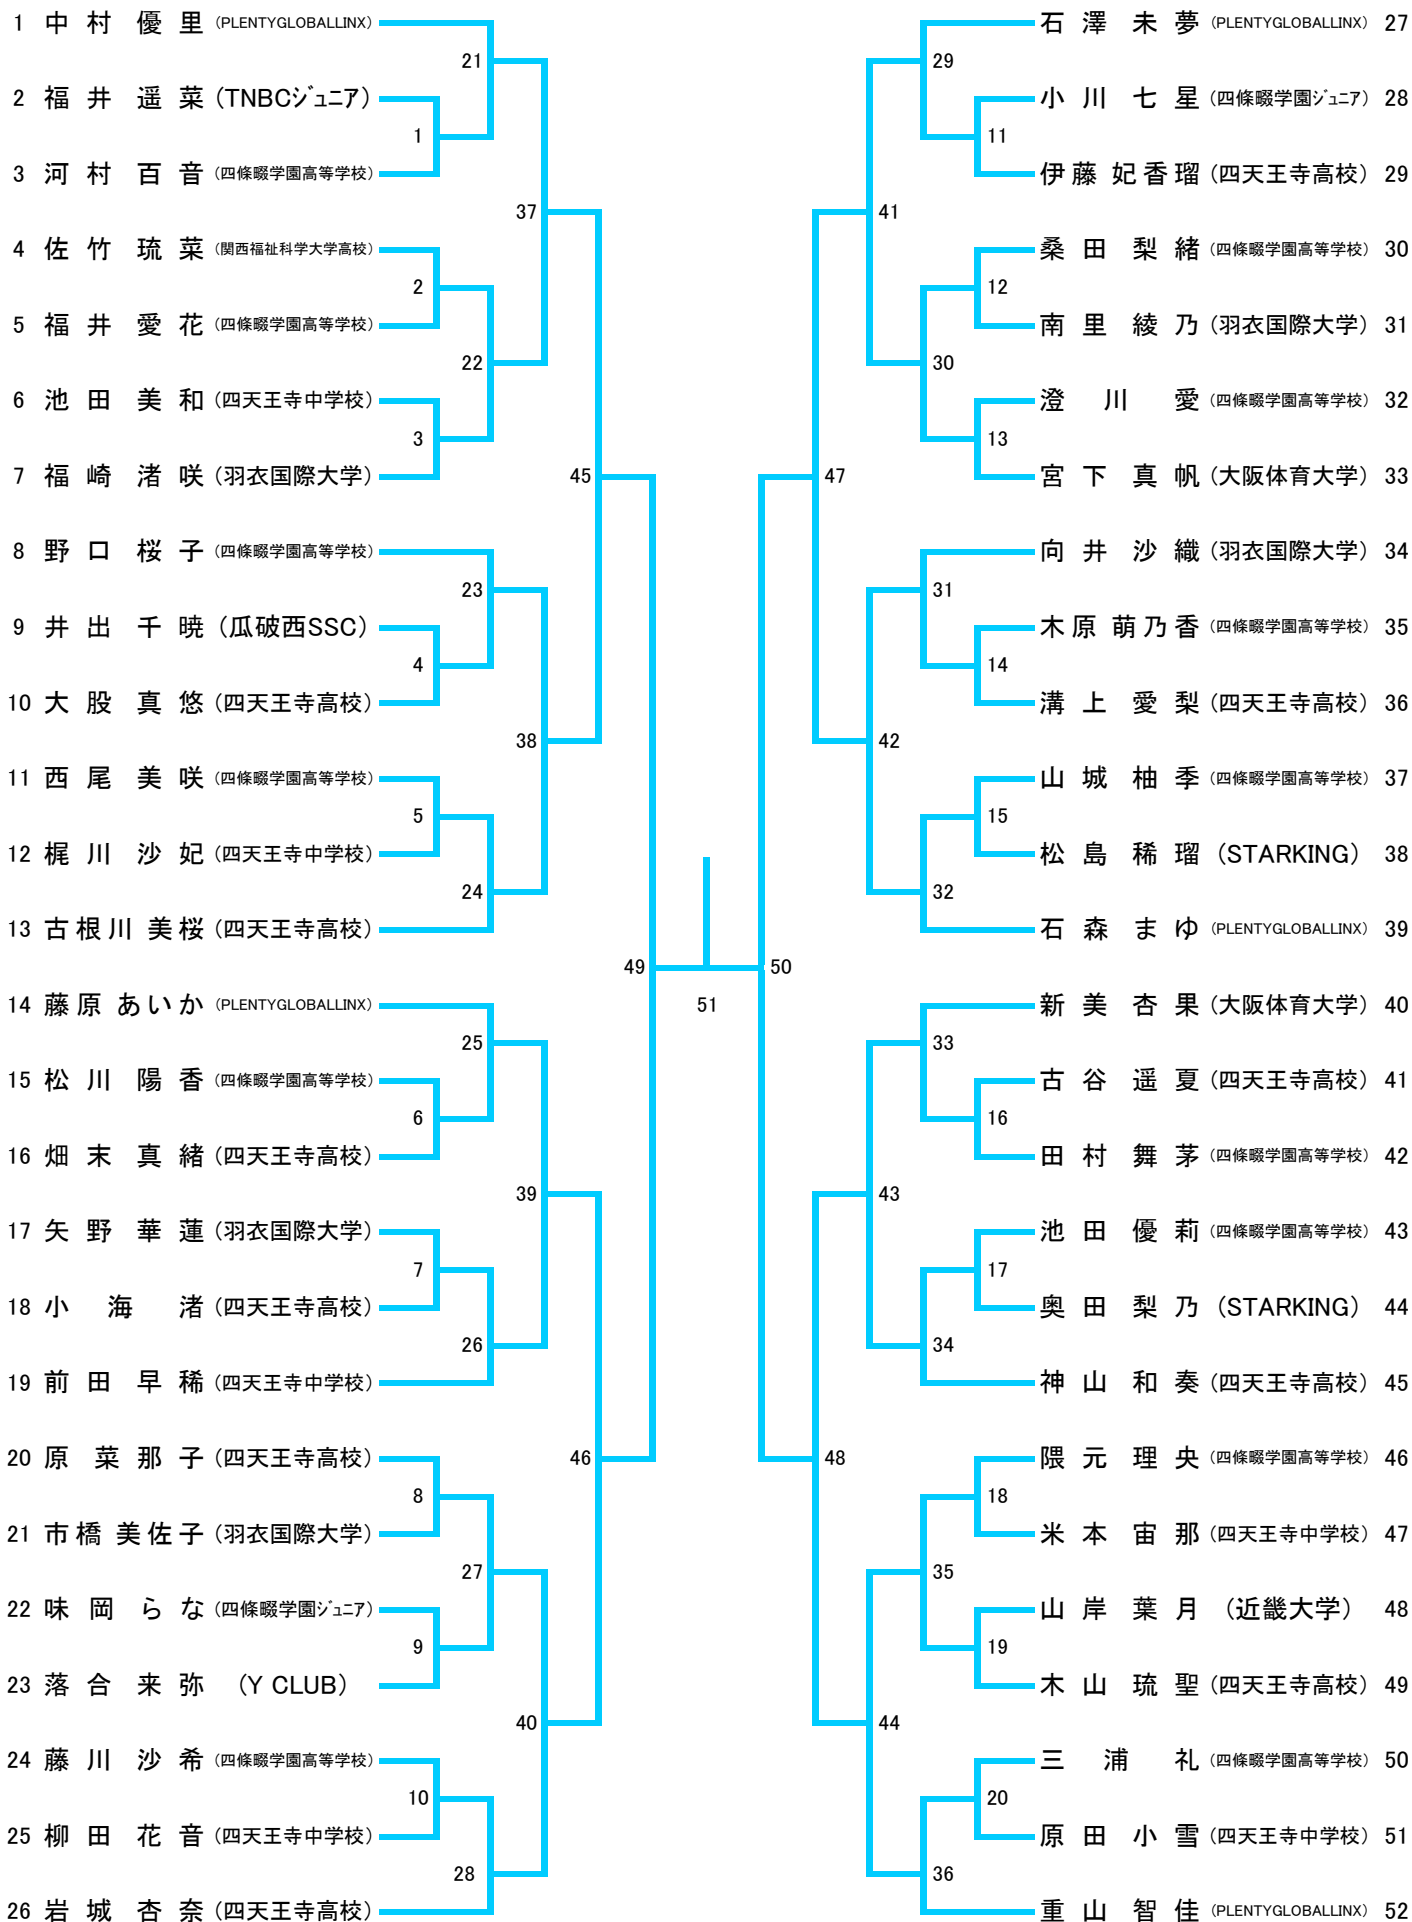 1 中村 優里 (PLENTYGLOBALLINX)
21
2 福井 遥菜 (TNBCジュニア)
1
3 河村 百音 (四條畷学園高等学校)
37
4 佐竹 琉菜 (関西福祉科学大学高校)
2
5 福井 愛花 (四條畷学園高等学校)
22
6 池田 美和 (四天王寺中学校)
3
7 福崎 渚咲 (羽衣国際大学)
45
8 野口 桜子 (四條畷学園高等学校)
23
9 井出 千暁 (瓜破西SSC)
4
10 大股 真悠 (四天王寺高校)
38
11 西尾 美咲 (四條畷学園高等学校)
5
12 梶川 沙妃 (四天王寺中学校)
24
13 古根川 美桜 (四天王寺高校)
49
14 藤原 あいか (PLENTYGLOBALLINX)
25
15 松川 陽香 (四條畷学園高等学校)
6
16 畑末 真緒 (四天王寺高校)
39
17 矢野 華蓮 (羽衣国際大学)
7
18 小海 渚 (四天王寺高校)
26
19 前田 早稀 (四天王寺中学校)
20 原 菜那子 (四天王寺高校)
46
8
21 市橋 美佐子 (羽衣国際大学)
27
22 味岡 らな (四條畷学園ジュニア)
9
23 落合 来弥 (Y CLUB)
40
24 藤川 沙希 (四條畷学園高等学校)
10
25 柳田 花音 (四天王寺中学校)
28
26 岩城 杏奈 (四天王寺高校)
51
石澤 未夢 (PLENTYGLOBALLINX) 27
29
小川 七星 (四條畷学園ジュニア) 28
11
伊藤 妃香瑠 (四天王寺高校) 29
41
桑田 梨緒 (四條畷学園高等学校) 30
12
南里 綾乃 (羽衣国際大学) 31
30
澄川 愛 (四條畷学園高等学校) 32
13
宮下 真帆 (大阪体育大学) 33
47
向井 沙織 (羽衣国際大学) 34
31
木原 萌乃香 (四條畷学園高等学校) 35
14
溝上 愛梨 (四天王寺高校) 36
42
山城 柚季 (四條畷学園高等学校) 37
15
松島 稀瑠 (STARKING) 38
32
石森 まゆ (PLENTYGLOBALLINX) 39
50
新美 杏果 (大阪体育大学) 40
33
古谷 遥夏 (四天王寺高校) 41
16
田村 舞茅 (四條畷学園高等学校) 42
43
池田 優莉 (四條畷学園高等学校) 43
17
奥田 梨乃 (STARKING) 44
34
神山 和奏 (四天王寺高校) 45
隈元 理央 (四條畷学園高等学校) 46
48
18
米本 宙那 (四天王寺中学校) 47
35
山岸 葉月 (近畿大学) 48
19
木山 琉聖 (四天王寺高校) 49
44
三浦 礼 (四條畷学園高等学校) 50
20
原田 小雪 (四天王寺中学校) 51
36
重山 智佳 (PLENTYGLOBALLINX) 52